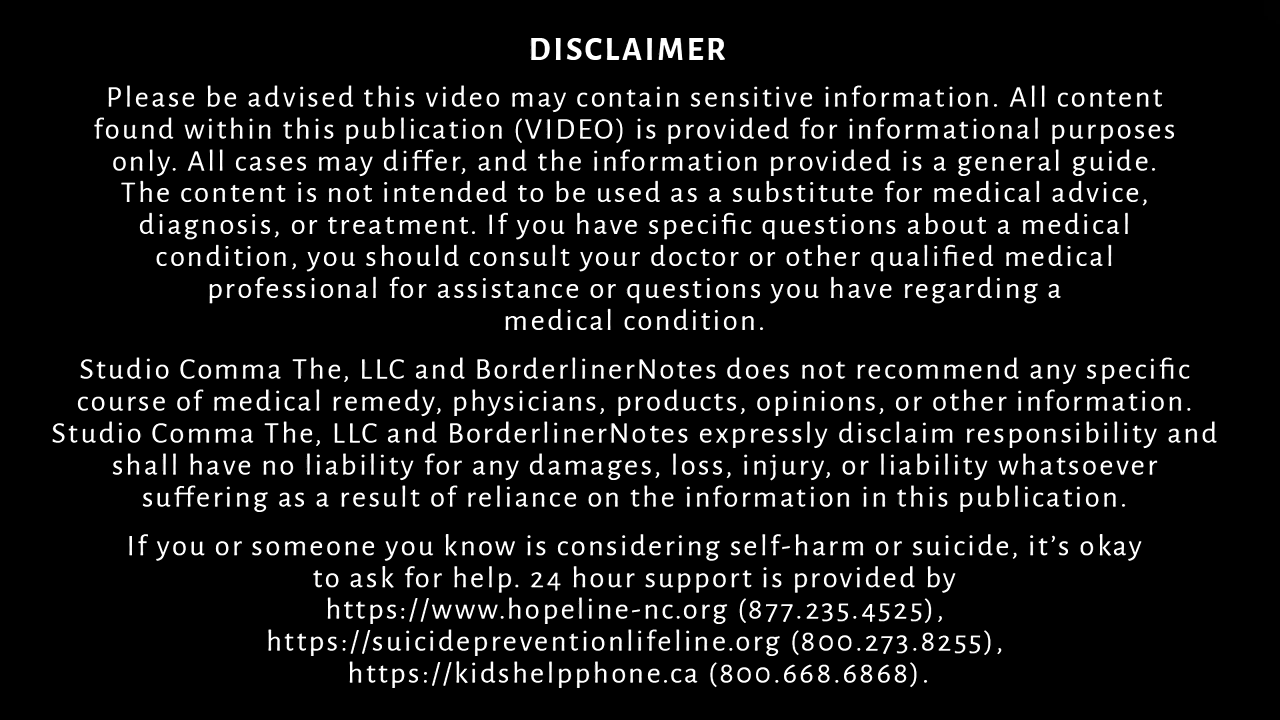 DISCLAIMER
Please be advised this video may contain sensitive information. All content
found within this publication (VIDEO) is provided for informational purposes
only. All cases may differ, and the information provided is a general guide.
The content is not intended to be used as a substitute for medical advice,
diagnosis, or treatment. If you have specific questions about a medical
condition, you should consult your doctor or other qualified medical
professional for assistance or questions you have regarding a
medical condition.
Studio Comma The, LLC and BorderlinerNotes does not recommend any specific
course of medical remedy, physicians, products, opinions, or other information.
Studio Comma The, LLC and BorderlinerNotes expressly disclaim responsibility and
shall have no liability for any damages, loss, injury, or liability whatsoever
suffering as a result of reliance on the information in this publication.
If you or someone you know is considering self-harm or suicide, it’s okay
to ask for help. 24 hour support is provided by
https://www.hopeline-nc.org (877.235.4525),
https://suicidepreventionlifeline.org (800.273.8255),
https://kidshelpphone.ca (800.668.6868).